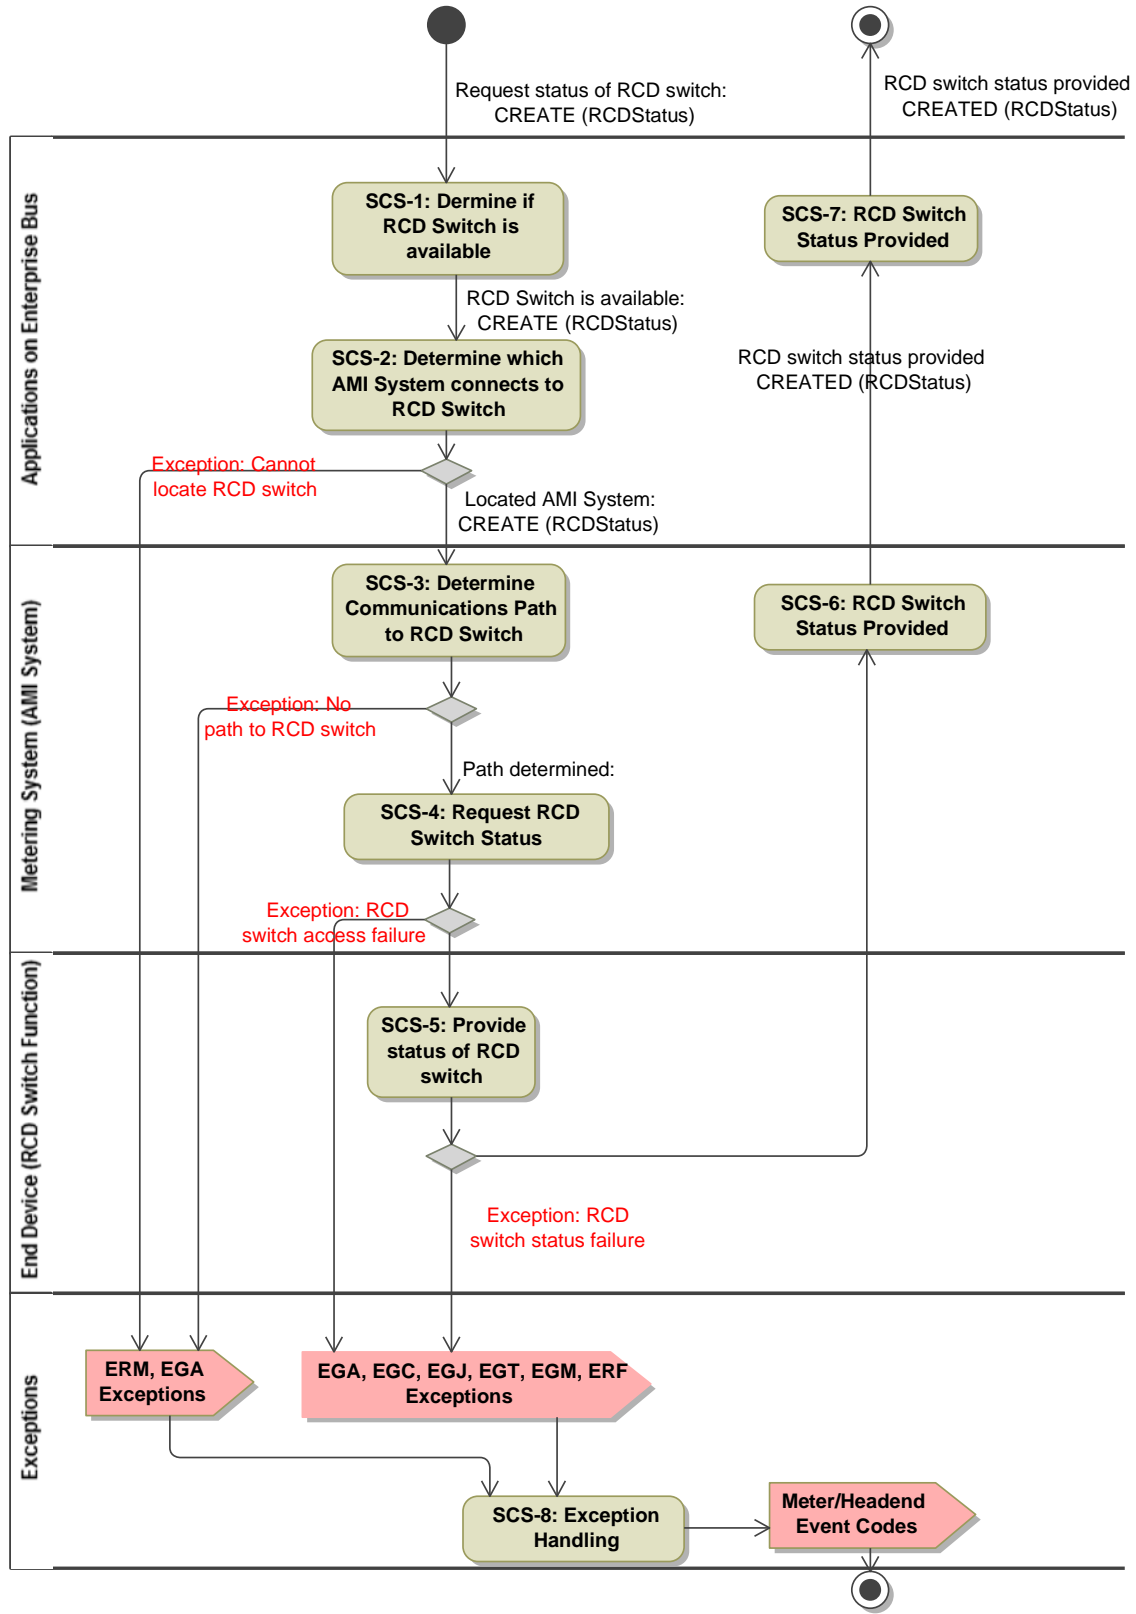 Request status of RCD switch:
CREATE (RCDStatus)
RCD switch status provided
CREATED (RCDStatus)
Applications on Enterprise Bus
SCS-1: Dermine if
RCD Switch is
available
SCS-7: RCD Switch
Status Provided
RCD Switch is available:
CREATE (RCDStatus)
SCS-2: Determine which
AMI System connects to
RCD Switch
RCD switch status provided
CREATED (RCDStatus)
Exception: Cannot
locate RCD switch
Located AMI System:
CREATE (RCDStatus)
Metering System (AMI System)
SCS-3: Determine
Communications Path
to RCD Switch
SCS-6: RCD Switch
Status Provided
Exception: No
path to RCD switch
Path determined:
SCS-4: Request RCD
Switch Status
Exception: RCD
switch access failure
End Device (RCD Switch Function)
SCS-5: Provide
status of RCD
switch
Exception: RCD
switch status failure
Exceptions
ERM, EGA
Exceptions
EGA, EGC, EGJ, EGT, EGM, ERF
Exceptions
SCS-8: Exception
Handling
Meter/Headend
Event Codes